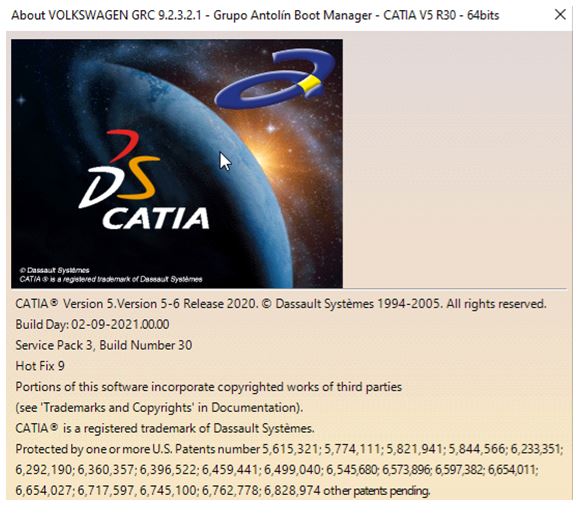 About VOLKSWAGEN GRC 9.2.3.2.1 - Grupo Antolín Boot Manager - CATIA V5 R30 - 64bits
DS
CATIA
© Dassault Systèmes
CATIA ® is a registered trademark of Dassault Systèmes
CATIA® Version 5.Version 5-6 Release 2020. © Dassault Systèmes 1994-2005. All rights reserved.
Build Day: 02-09-2021.00.00
Service Pack 3, Build Number 30
Hot Fix 9
Portions of this software incorporate copyrighted works of third parties
(see 'Trademarks and Copyrights' in Documentation).
CATIA® is a registered trademark of Dassault Systèmes.
Protected by one or more U.S. Patents number 5,615,321; 5,774,111; 5,821,941; 5,844,566; 6,233,351;
6,292,190; 6,360,357; 6,396,522; 6,459,441; 6,499,040; 6,545,680; 6,573,896; 6,597,382; 6,654,011;
6,654,027; 6,717,597, 6,745,100; 6,762,778; 6,828,974 other patents pending.